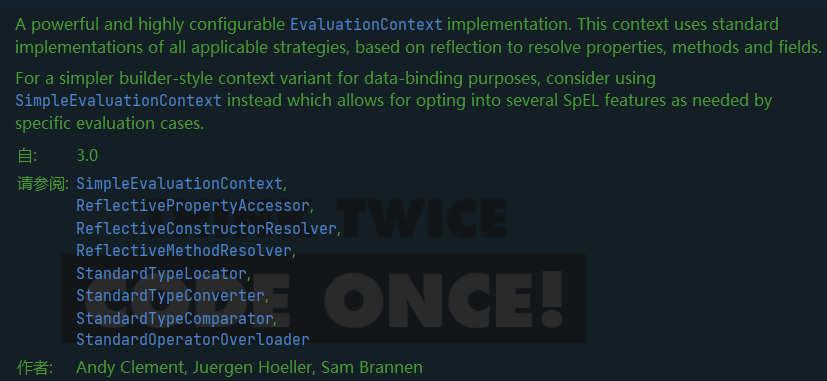 A powerful and highly configurable EvaluationContext implementation. This context uses standard
implementations of all applicable strategies, based on reflection to resolve properties, methods and fields.
For a simpler builder-style context variant for data-binding purposes, consider using
SimpleEvaluationContext instead which allows for opting into several SpEL features as needed by
specific evaluation cases.
自: 3.0
请参阅: SimpleEvaluationContext,
ReflectivePropertyAccessor,
TWICE
ReflectiveConstructorResolver,
ReflectiveMethodResolver,
StandardTypeLocator,
StandardTypeConverter,
CODE ONCE!
StandardTypeComparator,
StandardOperatorOverloader
作者: Andy Clement, Juergen Hoeller, Sam Brannen